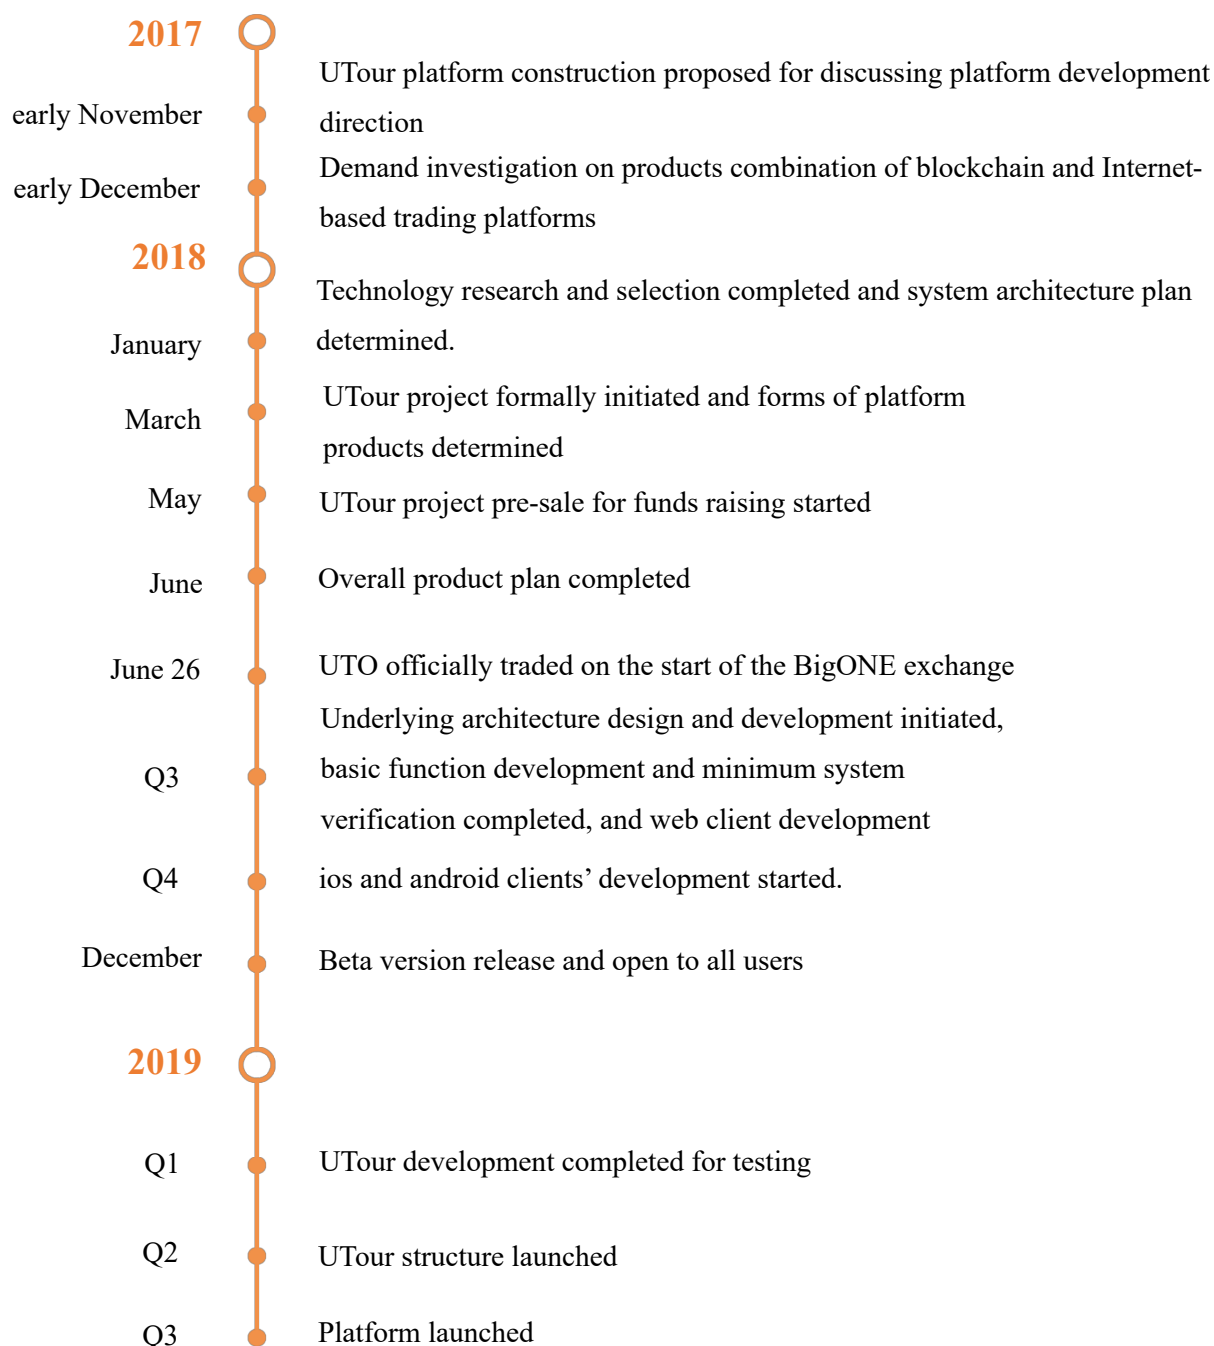 2017
UTour platform construction proposed for discussing platform development
early November
direction
Demand investigation on products combination of blockchain and Internet-
early December
based trading platforms
2018
Technology research and selection completed and system architecture plan
January
determined.
UTour project formally initiated and forms of platform
March
products determined
May
UTour project pre-sale for funds raising started
June
Overall product plan completed
June 26
UTO officially traded on the start of the BigONE exchange
Underlying architecture design and development initiated,
Q3
basic function development and minimum system
verification completed, and web client development
Q4
ios and android clients’ development started.
December
Beta version release and open to all users
2019
Q1
UTour development completed for testing
Q2
UTour structure launched
Q3
Platform launched